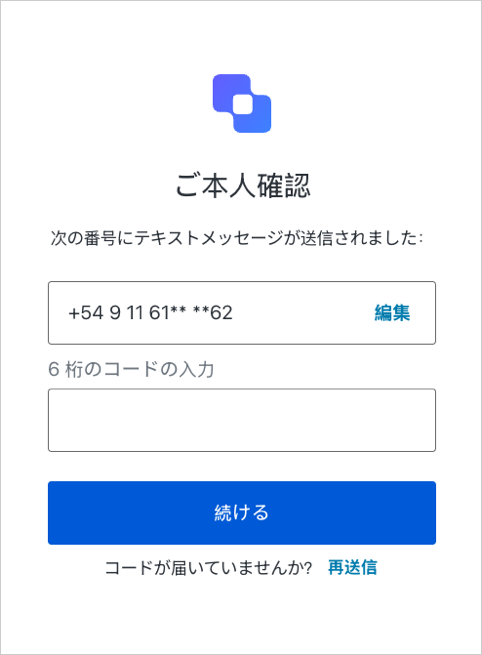 ご本人確認
次の番号にテキストメッセージが送信されました:
+54 9 11 61** **62 編集
6 桁のコードの入力
続ける
コードが届いていませんか? 再送信